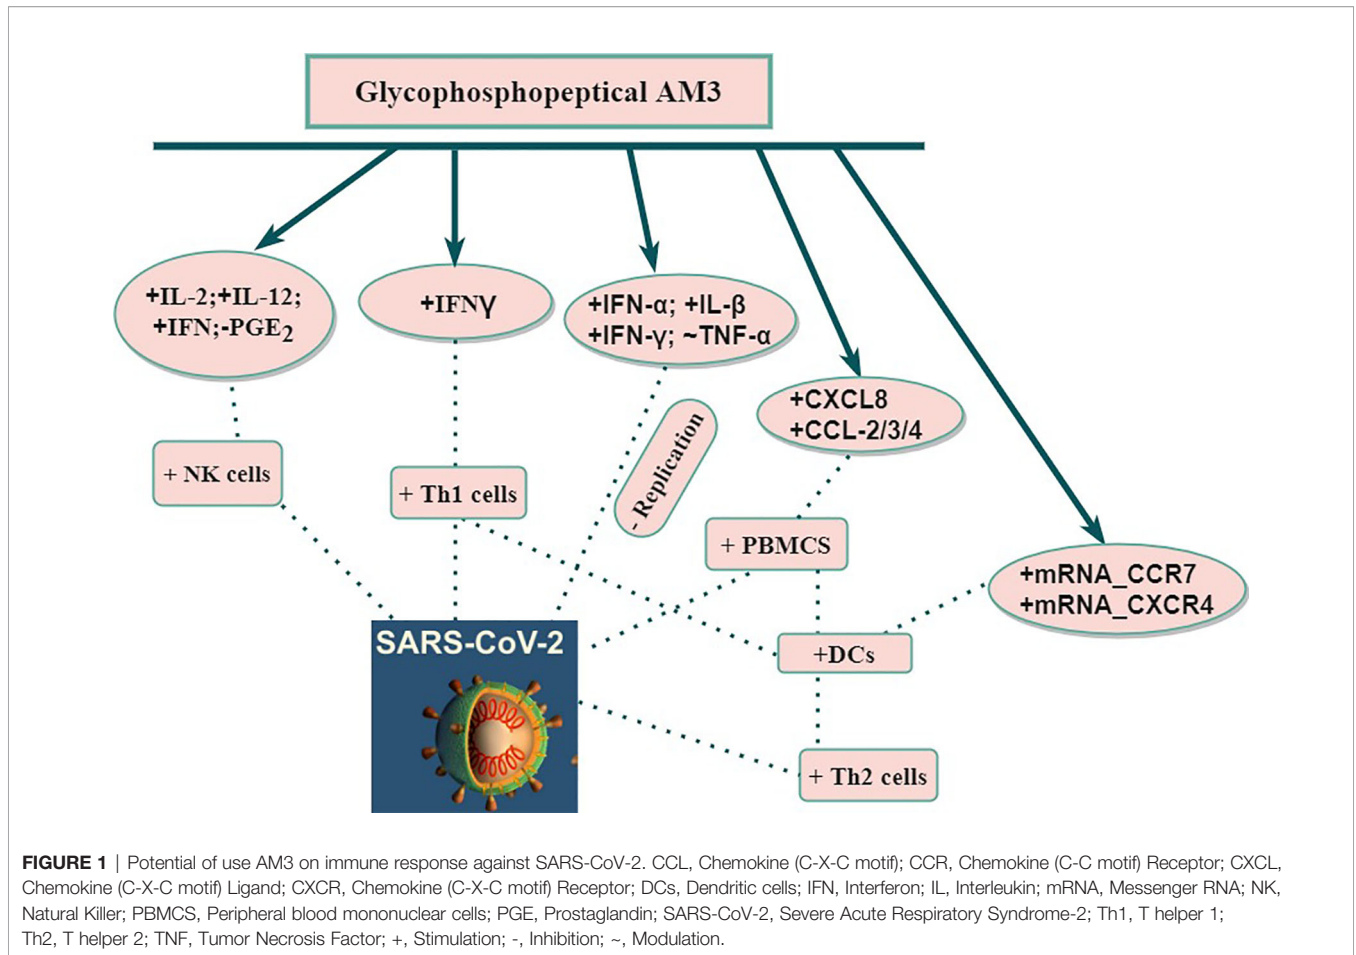 Glycophosphopeptical AM3
+IL-2;+IL-12;
+IFN;-PGE2
+IFNγ
+IFN-α; +IL-β
+IFN-γ; ~TNF-α
+CXCL8
+CCL-2/3/4
+mRNA_CCR7
+mRNA_CXCR4
+ NK cells
+ Th1 cells
- Replication
+ PBMCS
+DCs
+ Th2 cells
SARS-CoV-2
FIGURE 1 | Potential of use AM3 on immune response against SARS-CoV-2. CCL, Chemokine (C-X-C motif); CCR, Chemokine (C-C motif) Receptor; CXCL,
Chemokine (C-X-C motif) Ligand; CXCR, Chemokine (C-X-C motif) Receptor; DCs, Dendritic cells; IFN, Interferon; IL, Interleukin; mRNA, Messenger RNA; NK,
Natural Killer; PBMCS, Peripheral blood mononuclear cells; PGE, Prostaglandin; SARS-CoV-2, Severe Acute Respiratory Syndrome-2; Th1, T helper 1;
Th2, T helper 2; TNF, Tumor Necrosis Factor; +, Stimulation; -, Inhibition; ~, Modulation.